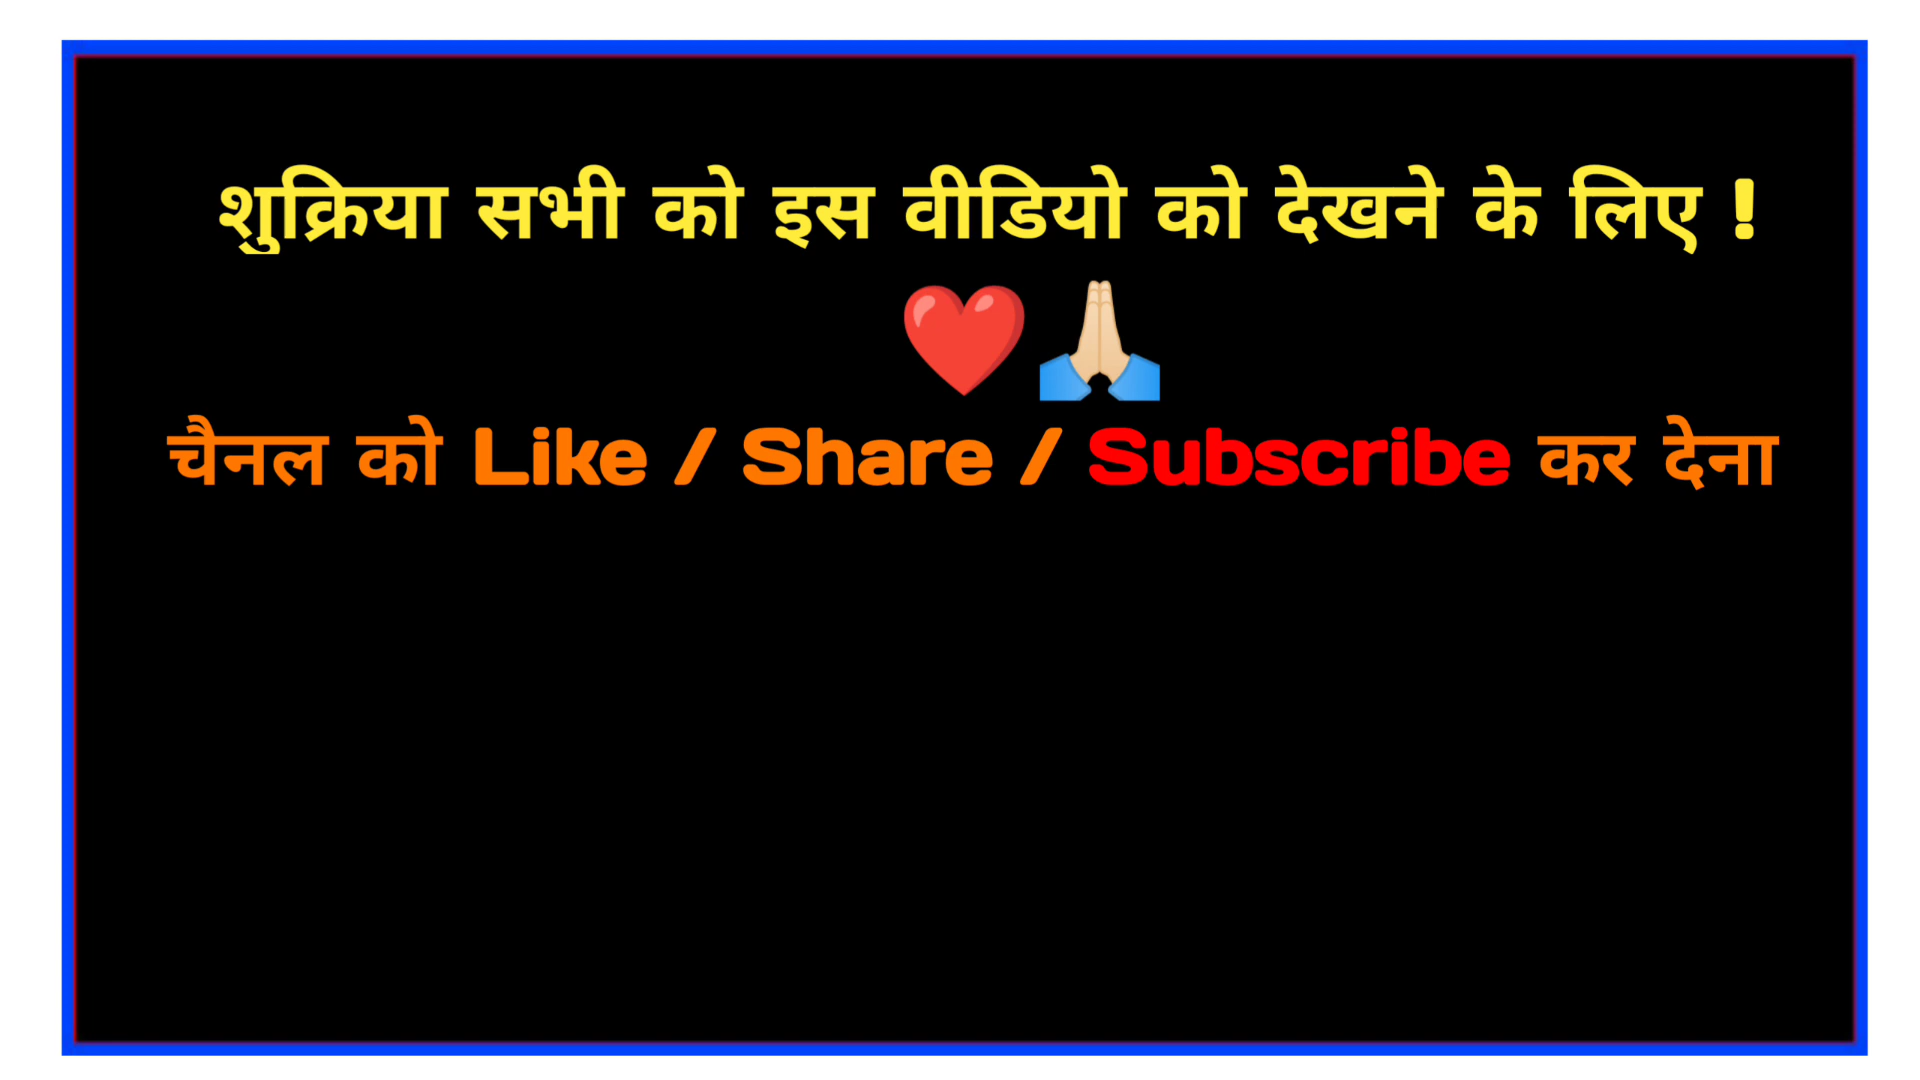 शुक्रिया सभी को इस वीडियो को देखने के लिए !
❤️🙏🏻
चैनल को Like / Share / Subscribe कर देना